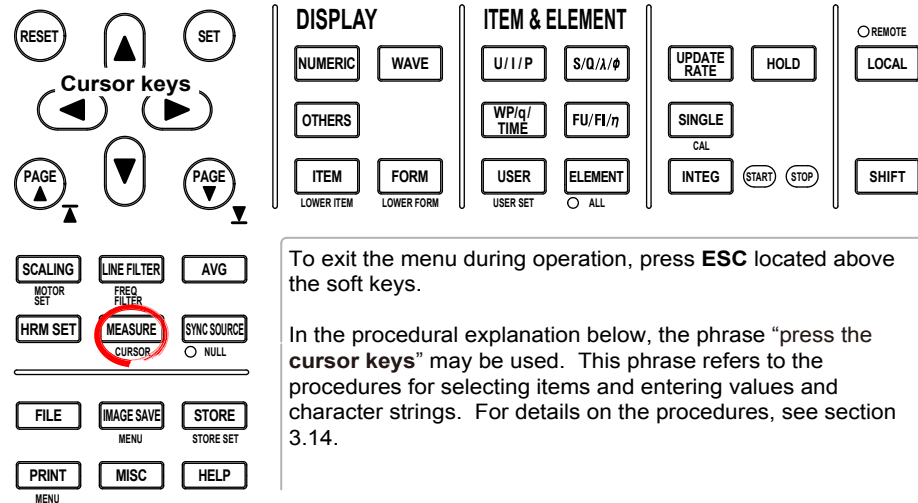 RESET
SET
Cursor keys
PAGE
PAGE
DISPLAY
NUMERIC
WAVE
OTHERS
ITEM
FORM
LOWER ITEM
LOWER FORM
ITEM & ELEMENT
U / I / P
S/Q/λ/ø
WP/q/
TIME
FU/FI/η
USER
ELEMENT
USER SET
ALL
UPDATE
RATE
HOLD
SINGLE
CAL
INTEG
START
STOP
REMOTE
LOCAL
SHIFT
SCALING
LINE FILTER
AVG
MOTOR
SET
FREQ
FILTER
HRM SET
MEASURE
SYNC SOURCE
CURSOR
NULL
FILE
IMAGE SAVE
STORE
MENU
STORE SET
PRINT
MISC
HELP
MENU
To exit the menu during operation, press ESC located above
the soft keys.
In the procedural explanation below, the phrase “press the
cursor keys” may be used. This phrase refers to the
procedures for selecting items and entering values and
character strings. For details on the procedures, see section
3.14.